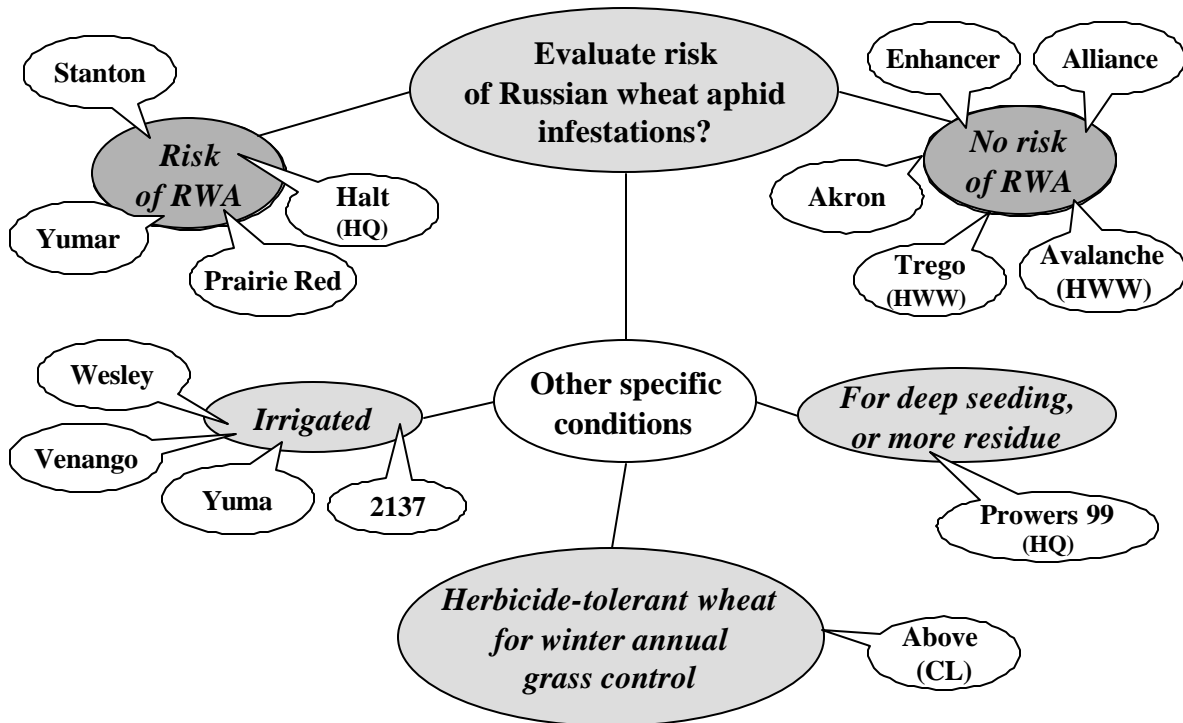 Stanton
Evaluate risk
of Russian wheat aphid
infestations?
Enhancer
Alliance
Risk
of RWA
No risk
of RWA
Halt
(HQ)
Akron
Yumar
Prairie Red
Trego
(HWW)
Avalanche
(HWW)
Wesley
Irrigated
Other specific
conditions
For deep seeding,
or more residue
Venango
Yuma
2137
Prowers 99
(HQ)
Herbicide-tolerant wheat
for winter annual
grass control
Above
(CL)